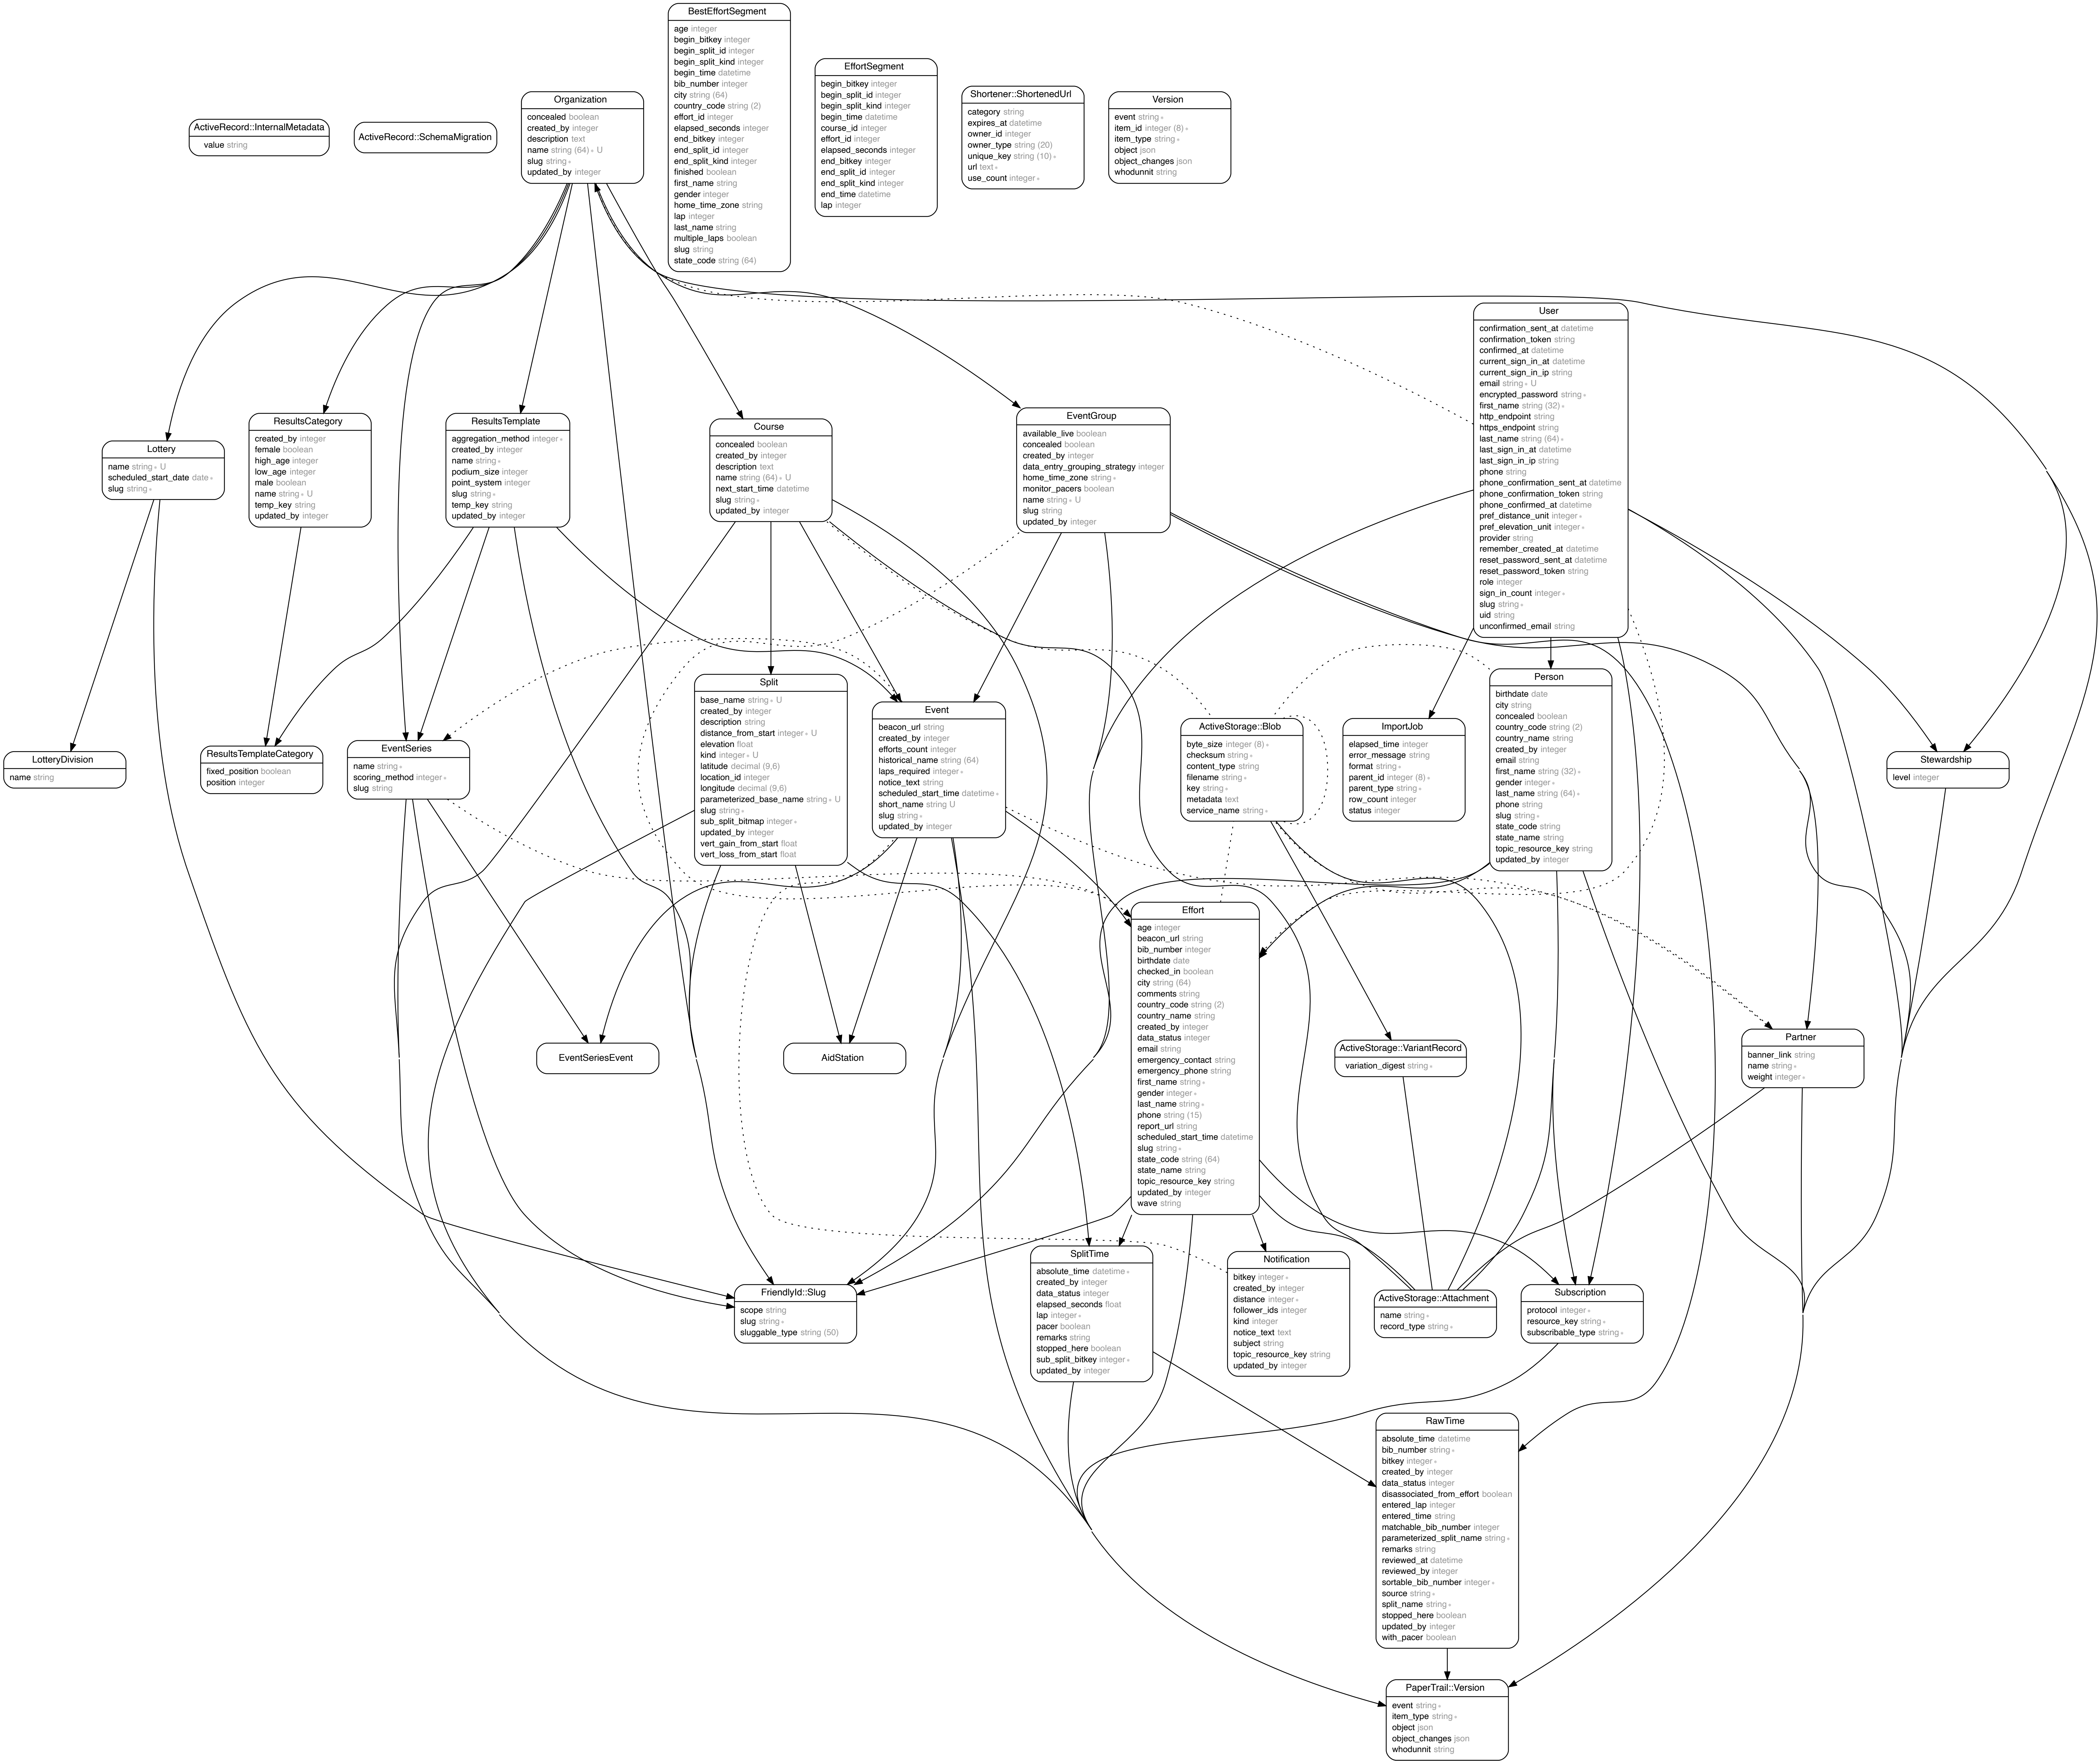 BestEffortSegment
age integer
begin_bitkey integer
begin_split_id integer
begin_split_kind integer
begin_time datetime
bib_number integer
city string (64)
country_code string (2)
effort_id integer
elapsed_seconds integer
end_bitkey integer
end_split_id integer
end_split_kind integer
finished boolean
first_name string
gender integer
home_time_zone string
lap integer
last_name string
multiple_laps boolean
slug string
state_code string (64)
EffortSegment
begin_bitkey integer
begin_split_id integer
begin_split_kind integer
begin_time datetime
course_id integer
effort_id integer
elapsed_seconds integer
end_bitkey integer
end_split_id integer
end_split_kind integer
end_time datetime
lap integer
Shortener::ShortenedUrl
category string
expires_at datetime
owner_id integer
owner_type string (20)
unique_key string (10) ∗
url text ∗
use_count integer ∗
Version
event string ∗
item_id integer (8) ∗
item_type string ∗
object json
object_changes json
whodunnit string
Organization
concealed boolean
created_by integer
description text
name string (64) ∗ U
slug string ∗
updated_by integer
ActiveRecord::InternalMetadata
value string
ActiveRecord::SchemaMigration
User
confirmation_sent_at datetime
confirmation_token string
confirmed_at datetime
current_sign_in_at datetime
current_sign_in_ip string
email string ∗ U
encrypted_password string ∗
first_name string (32) ∗
http_endpoint string
https_endpoint string
last_name string (64) ∗
last_sign_in_at datetime
last_sign_in_ip string
phone string
phone_confirmation_sent_at datetime
phone_confirmation_token string
phone_confirmed_at datetime
pref_distance_unit integer ∗
pref_elevation_unit integer ∗
provider string
remember_created_at datetime
reset_password_sent_at datetime
reset_password_token string
role integer
sign_in_count integer ∗
slug string ∗
uid string
unconfirmed_email string
Lottery
name string ∗ U
scheduled_start_date date ∗
slug string ∗
ResultsCategory
created_by integer
female boolean
high_age integer
low_age integer
male boolean
name string ∗ U
temp_key string
updated_by integer
ResultsTemplate
aggregation_method integer ∗
created_by integer
name string ∗
podium_size integer
point_system integer
slug string ∗
temp_key string
updated_by integer
Course
concealed boolean
created_by integer
description text
name string (64) ∗ U
next_start_time datetime
slug string ∗
updated_by integer
EventGroup
available_live boolean
concealed boolean
created_by integer
data_entry_grouping_strategy integer
home_time_zone string ∗
monitor_pacers boolean
name string ∗ U
slug string
updated_by integer
LotteryDivision
name string
ResultsTemplateCategory
fixed_position boolean
position integer
EventSeries
name string ∗
scoring_method integer ∗
slug string
Split
base_name string ∗ U
created_by integer
description string
distance_from_start integer ∗ U
elevation float
kind integer ∗ U
latitude decimal (9,6)
location_id integer
longitude decimal (9,6)
parameterized_base_name string ∗ U
slug string ∗
sub_split_bitmap integer ∗
updated_by integer
vert_gain_from_start float
vert_loss_from_start float
Event
beacon_url string
created_by integer
efforts_count integer
historical_name string (64)
laps_required integer ∗
notice_text string
scheduled_start_time datetime ∗
short_name string U
slug string ∗
updated_by integer
ActiveStorage::Blob
byte_size integer (8) ∗
checksum string ∗
content_type string
filename string ∗
key string ∗
metadata text
service_name string ∗
ImportJob
elapsed_time integer
error_message string
format string ∗
parent_id integer (8) ∗
parent_type string ∗
row_count integer
status integer
Person
birthdate date
city string
concealed boolean
country_code string (2)
country_name string
created_by integer
email string
first_name string (32) ∗
gender integer ∗
last_name string (64) ∗
phone string
slug string ∗
state_code string
state_name string
topic_resource_key string
updated_by integer
Stewardship
level integer
Effort
age integer
beacon_url string
bib_number integer
birthdate date
checked_in boolean
city string (64)
comments string
country_code string (2)
country_name string
created_by integer
data_status integer
email string
emergency_contact string
emergency_phone string
first_name string ∗
gender integer ∗
last_name string ∗
phone string (15)
report_url string
scheduled_start_time datetime
slug string ∗
state_code string (64)
state_name string
topic_resource_key string
updated_by integer
wave string
EventSeriesEvent
AidStation
ActiveStorage::VariantRecord
variation_digest string ∗
Partner
banner_link string
name string ∗
weight integer ∗
FriendlyId::Slug
scope string
slug string ∗
sluggable_type string (50)
SplitTime
absolute_time datetime ∗
created_by integer
data_status integer
elapsed_seconds float
lap integer ∗
pacer boolean
remarks string
stopped_here boolean
sub_split_bitkey integer ∗
updated_by integer
Notification
bitkey integer ∗
created_by integer
distance integer ∗
follower_ids integer
kind integer
notice_text text
subject string
topic_resource_key string
updated_by integer
ActiveStorage::Attachment
name string ∗
record_type string ∗
Subscription
protocol integer ∗
resource_key string ∗
subscribable_type string ∗
RawTime
absolute_time datetime
bib_number string ∗
bitkey integer ∗
created_by integer
data_status integer
disassociated_from_effort boolean
entered_lap integer
entered_time string
matchable_bib_number integer
parameterized_split_name string ∗
remarks string
reviewed_at datetime
reviewed_by integer
sortable_bib_number integer ∗
source string ∗
split_name string ∗
stopped_here boolean
updated_by integer
with_pacer boolean
PaperTrail::Version
event string ∗
item_type string ∗
object json
object_changes json
whodunnit string